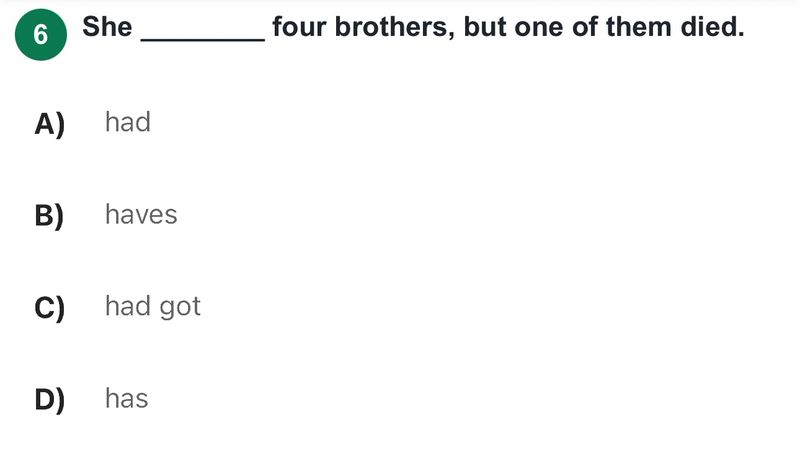 6 She ________ four brothers, but one of them died.
A) had
B) haves
C) had got
D) has